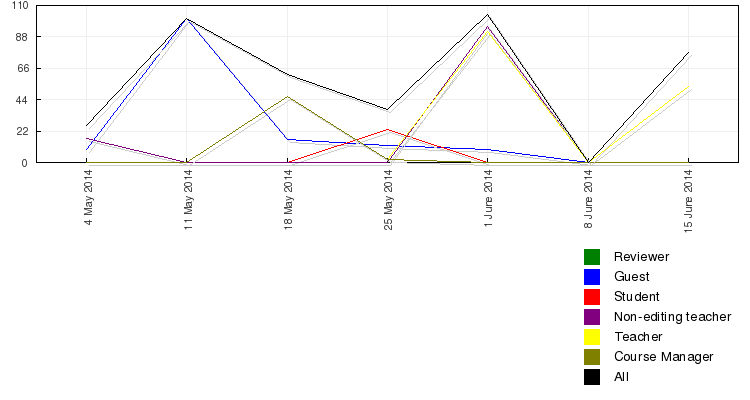 110
88
66
44
22
0
4 May 2014
11 May 2014
18 May 2014
25 May 2014
1 June 2014
8 June 2014
15 June 2014
Reviewer
Guest
Student
Non-editing teacher
Teacher
Course Manager
All